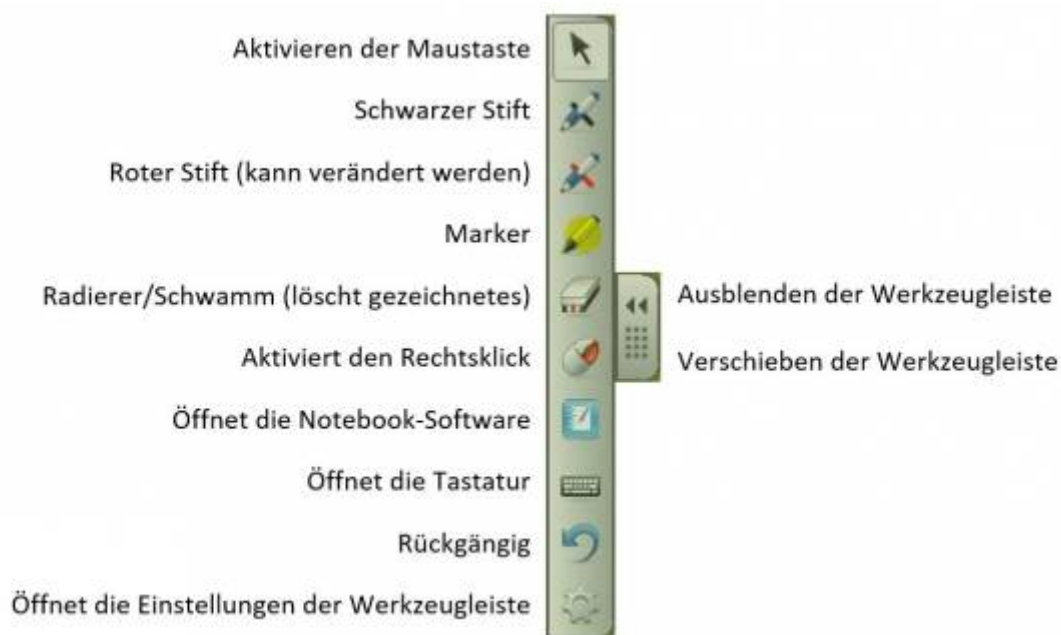 Aktivieren der Maustaste
Schwarzer Stift
Roter Stift (kann verändert werden)
Marker
Radierer/Schwamm (löscht gezeichnetes)
Ausblenden der Werkzeugleiste
Aktiviert den Rechtsklick
Verschieben der Werkzeugleiste
Öffnet die Notebook-Software
Öffnet die Tastatur
Rückgängig
Öffnet die Einstellungen der Werkzeugleiste